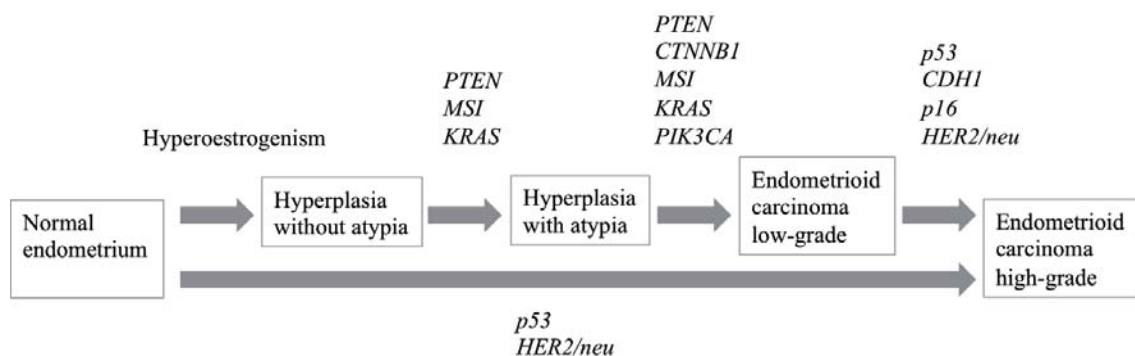 PTEN
CTNNB1
MSI
KRAS
PIK3CA
p53
CDH1
p16
HER2/neu
PTEN
MSI
KRAS
Hyperoestrogenism
Normal
endometrium
Hyperplasia
without atypia
Hyperplasia
with atypia
Endometrioid
carcinoma
low-grade
Endometrioid
carcinoma
high-grade
p53
HER2/neu